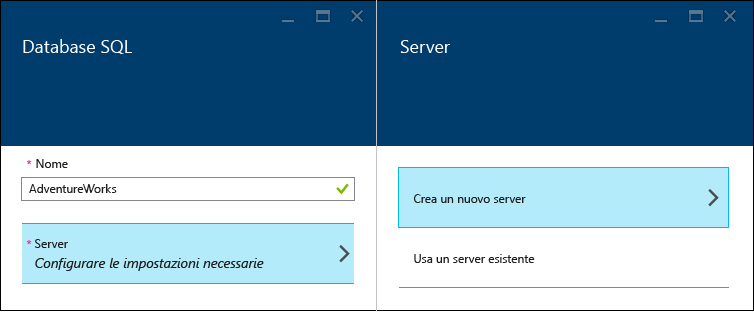 Database SQL
* Nome
AdventureWorks
* Server
Configurare le impostazioni necessarie
Server
Crea un nuovo server
Usa un server esistente